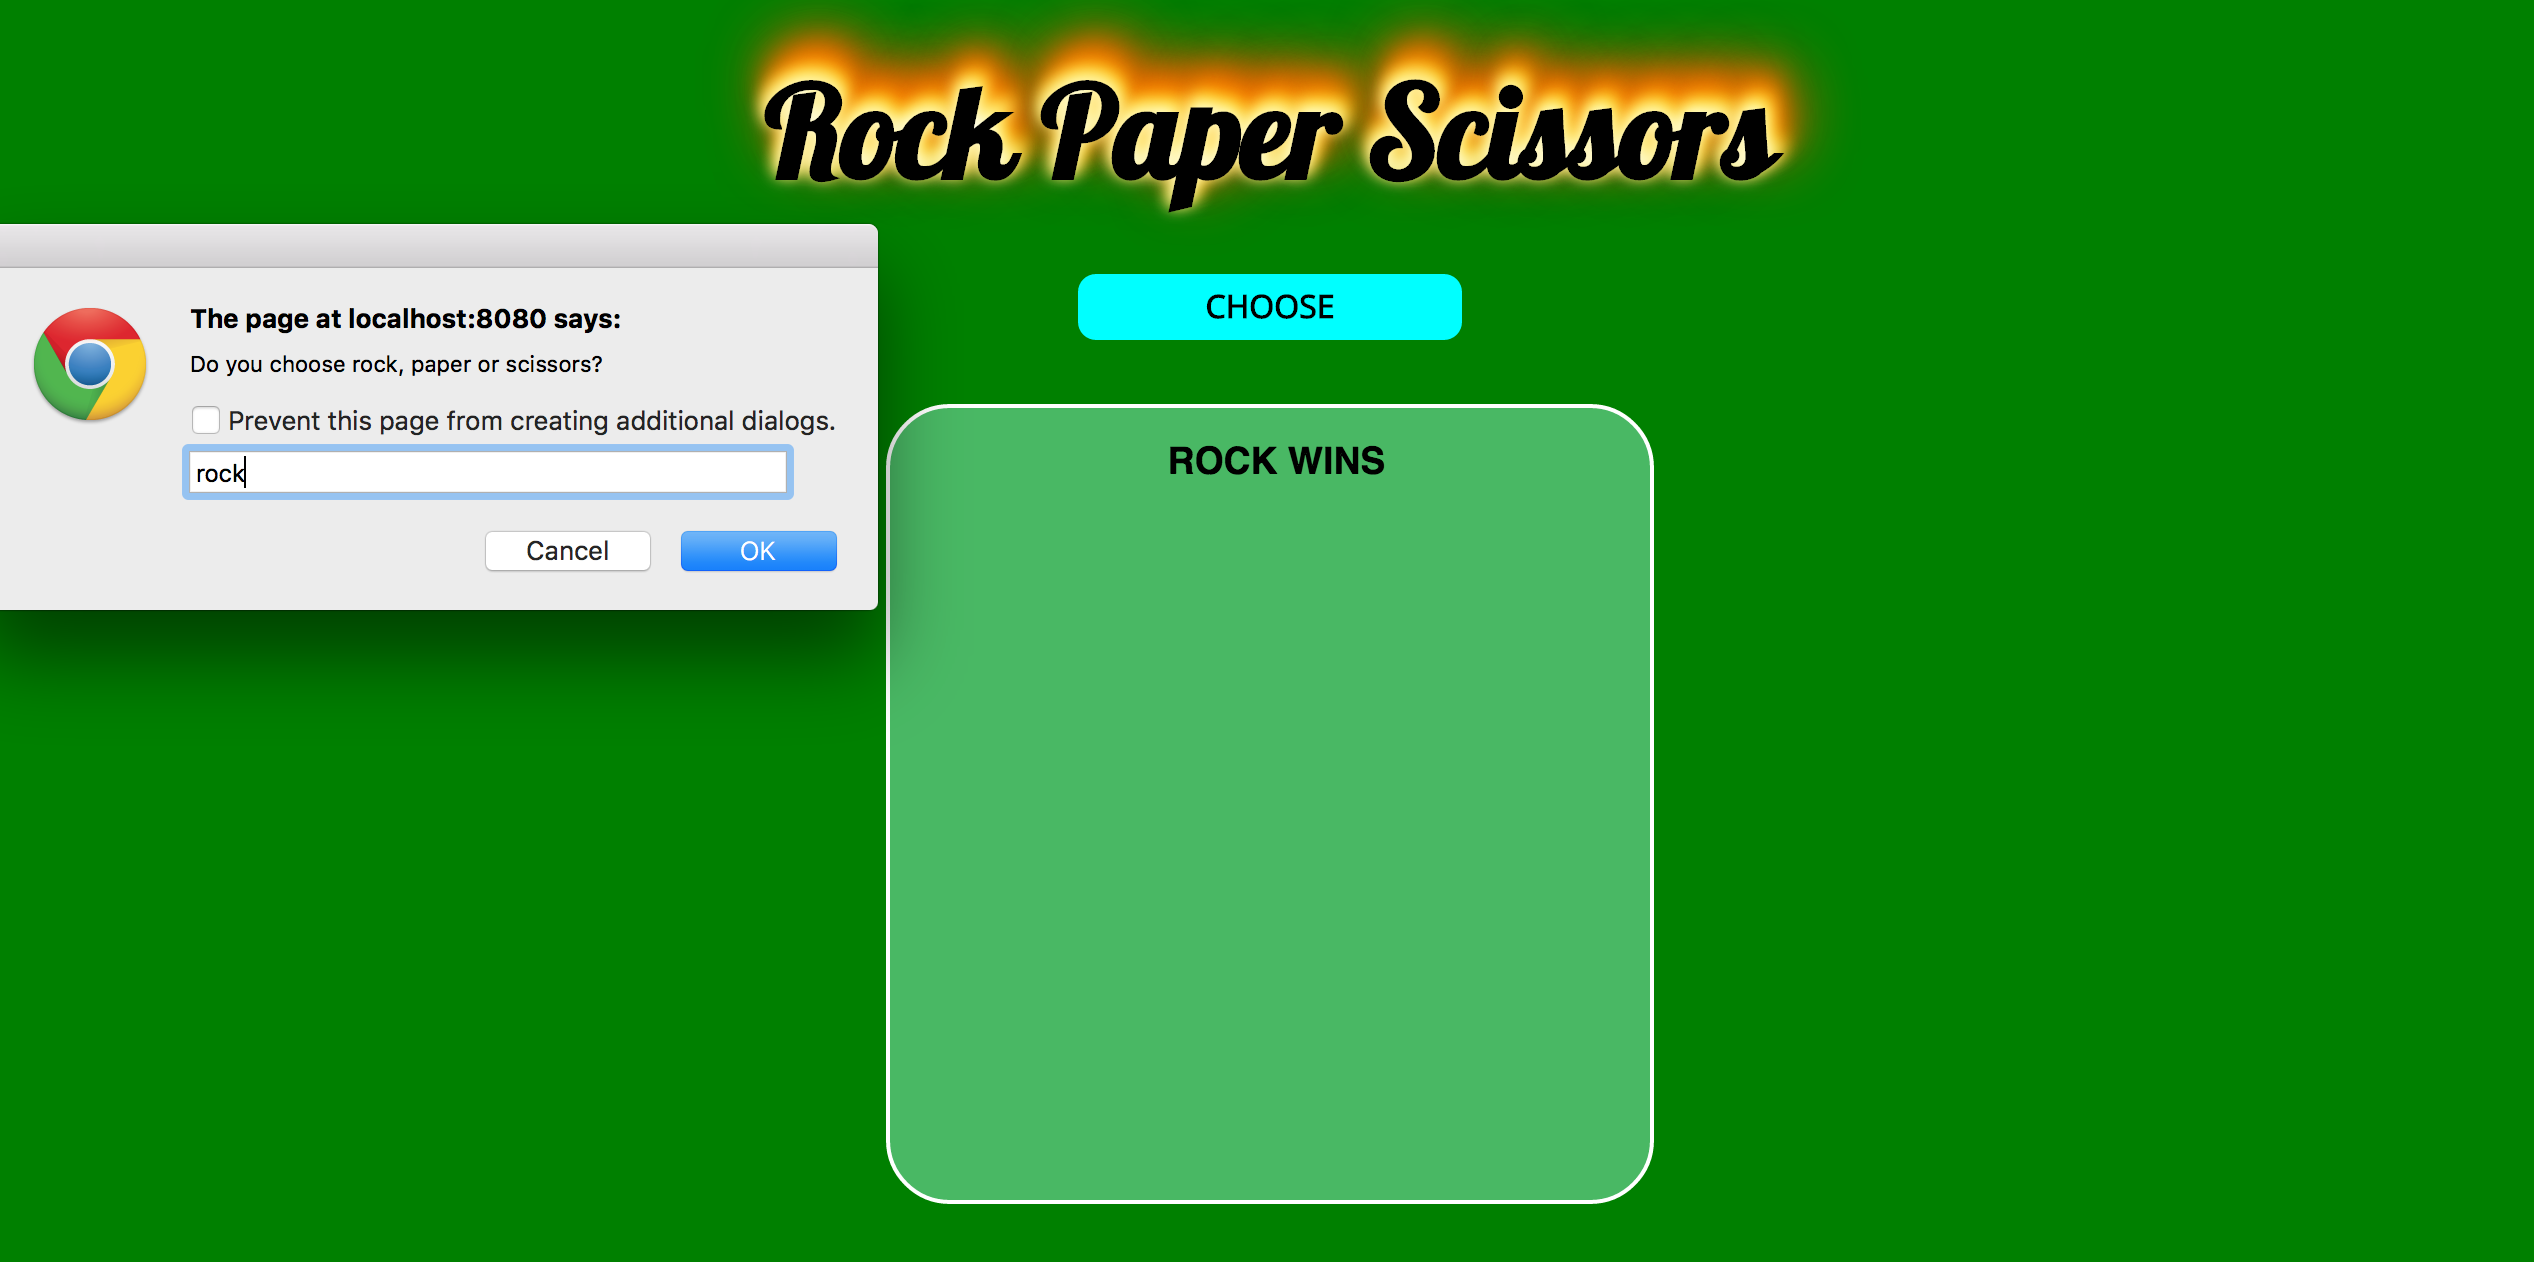 Rock Paper Scissors
The page at localhost:8080 says:
Do you choose rock, paper or scissors?
Prevent this page from creating additional dialogs.
rock
Cancel
OK
CHOOSE
ROCK WINS